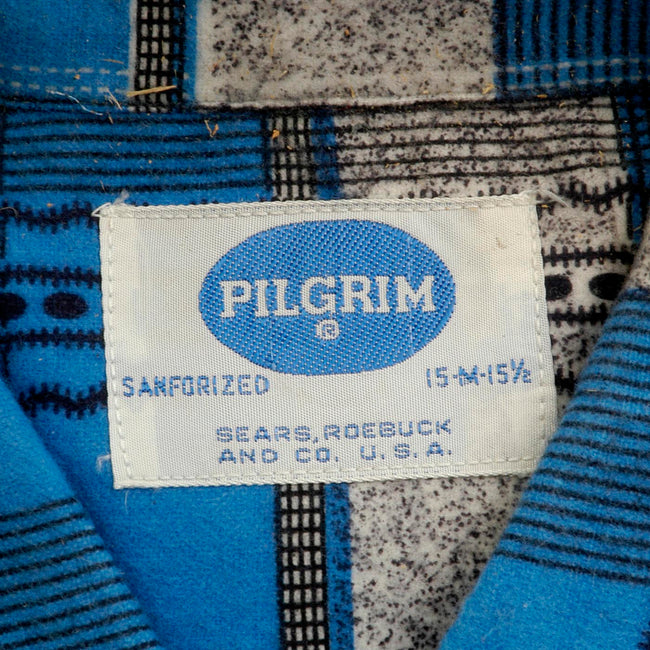 PILGRIM
®
SANFORIZED 15-M-15½
SEARS, ROEBUCK
AND CO. U.S.A.